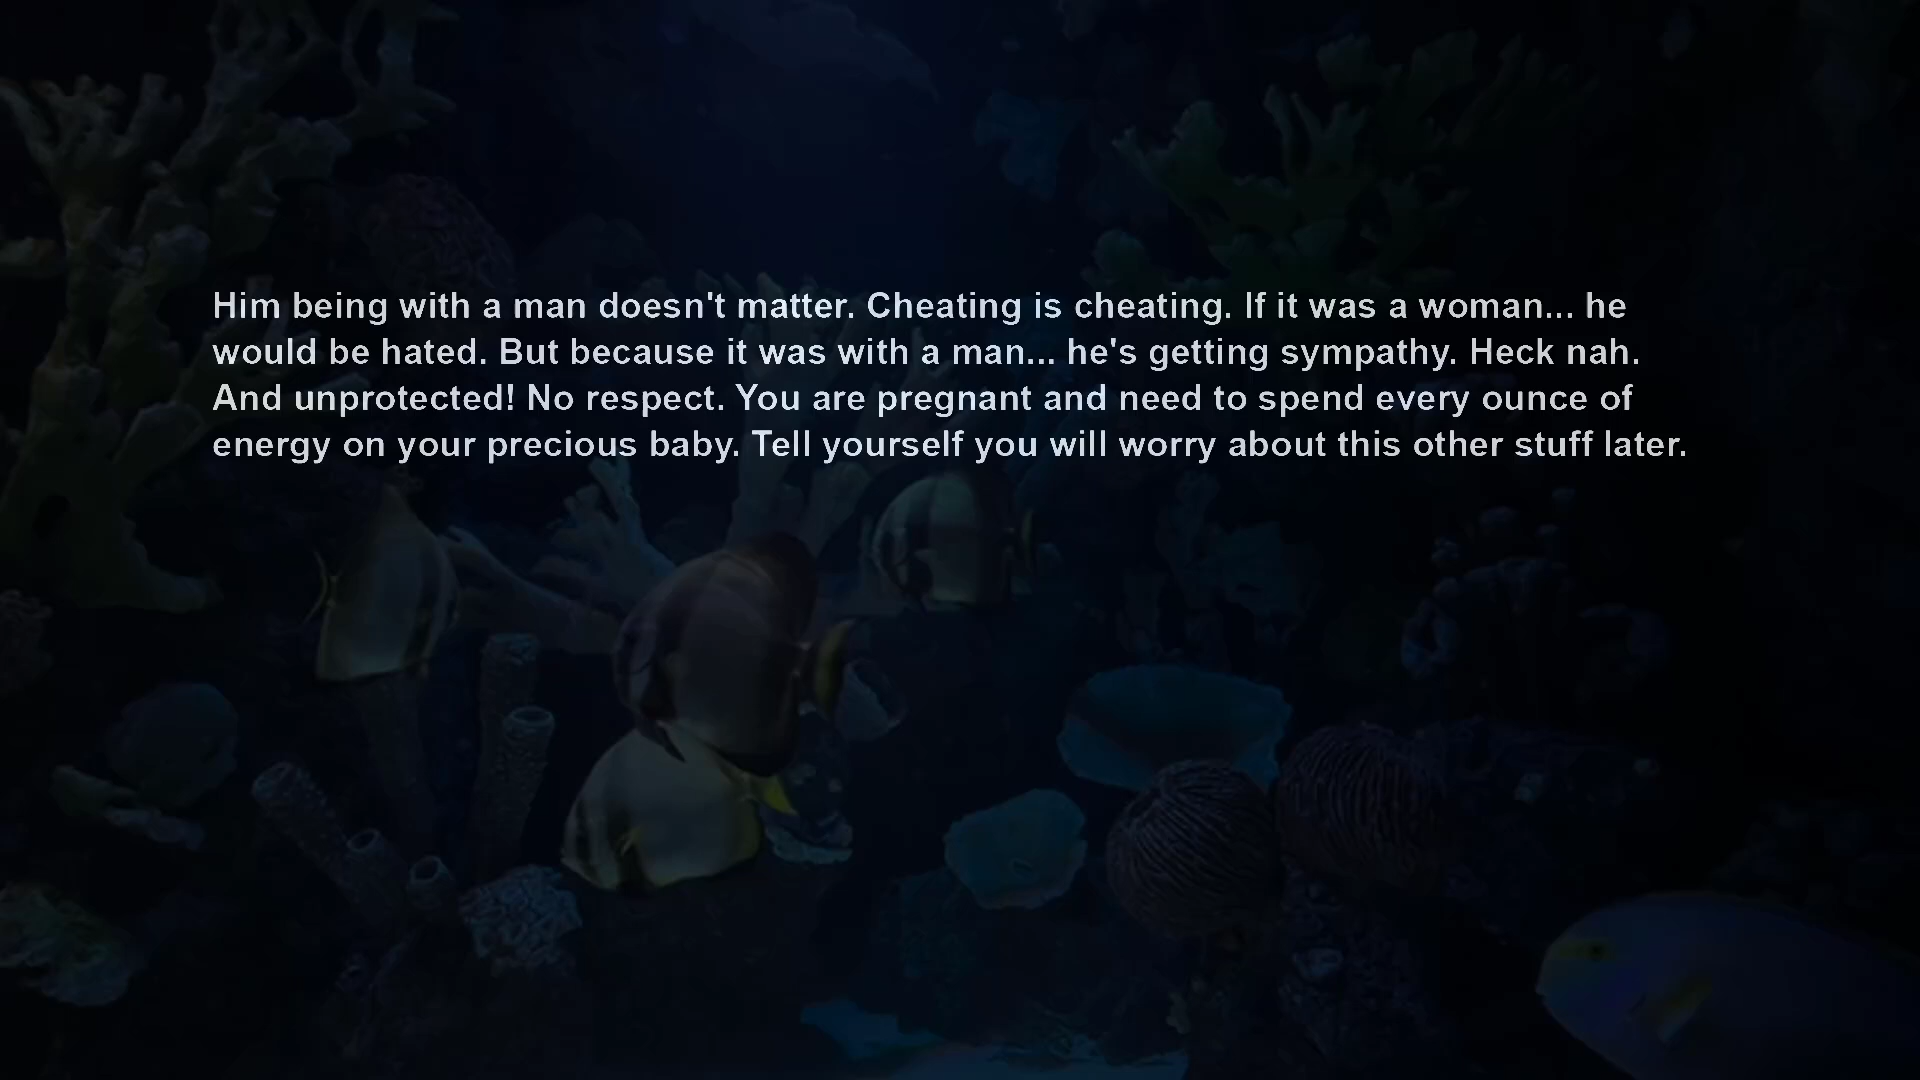 Him being with a man doesn't matter. Cheating is cheating. If it was a woman... he
would be hated. But because it was with a man... he's getting sympathy. Heck nah.
And unprotected! No respect. You are pregnant and need to spend every ounce of
energy on your precious baby. Tell yourself you will worry about this other stuff later.